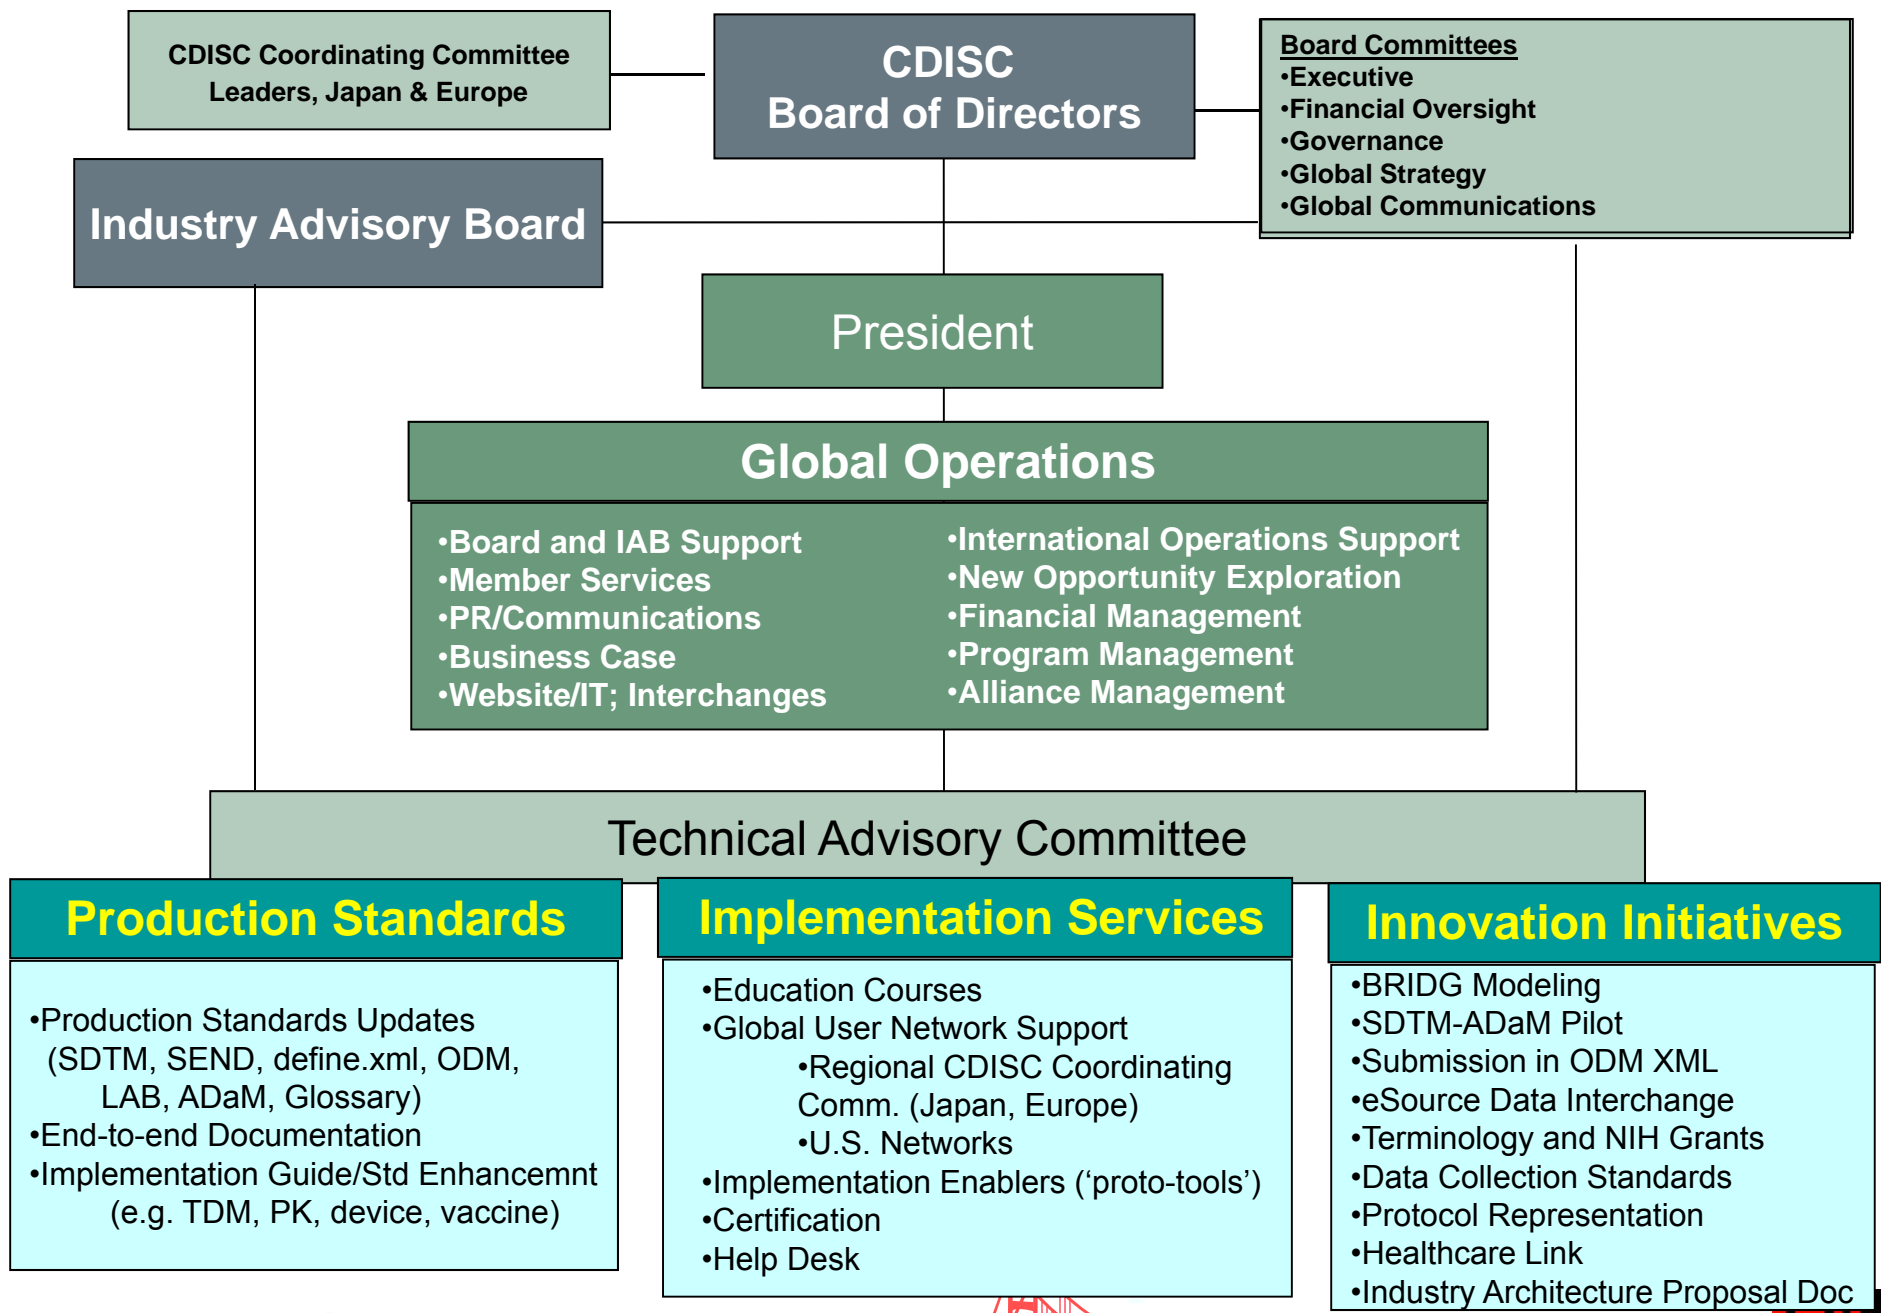 CDISC Coordinating Committee
Leaders, Japan & Europe
CDISC
Board of Directors
Board Committees
•Executive
•Financial Oversight
•Governance
•Global Strategy
•Global Communications
Industry Advisory Board
President
Global Operations
•Board and IAB Support
•Member Services
•PR/Communications
•Business Case
•Website/IT; Interchanges
•International Operations Support
•New Opportunity Exploration
•Financial Management
•Program Management
•Alliance Management
Technical Advisory Committee
Production Standards
•Production Standards Updates
(SDTM, SEND, define.xml, ODM,
LAB, ADaM, Glossary)
•End-to-end Documentation
•Implementation Guide/Std Enhancemnt
(e.g. TDM, PK, device, vaccine)
Implementation Services
•Education Courses
•Global User Network Support
•Regional CDISC Coordinating
Comm. (Japan, Europe)
•U.S. Networks
•Implementation Enablers (‘proto-tools’)
•Certification
•Help Desk
Innovation Initiatives
•BRIDG Modeling
•SDTM-ADaM Pilot
•Submission in ODM XML
•eSource Data Interchange
•Terminology and NIH Grants
•Data Collection Standards
•Protocol Representation
•Healthcare Link
•Industry Architecture Proposal Doc